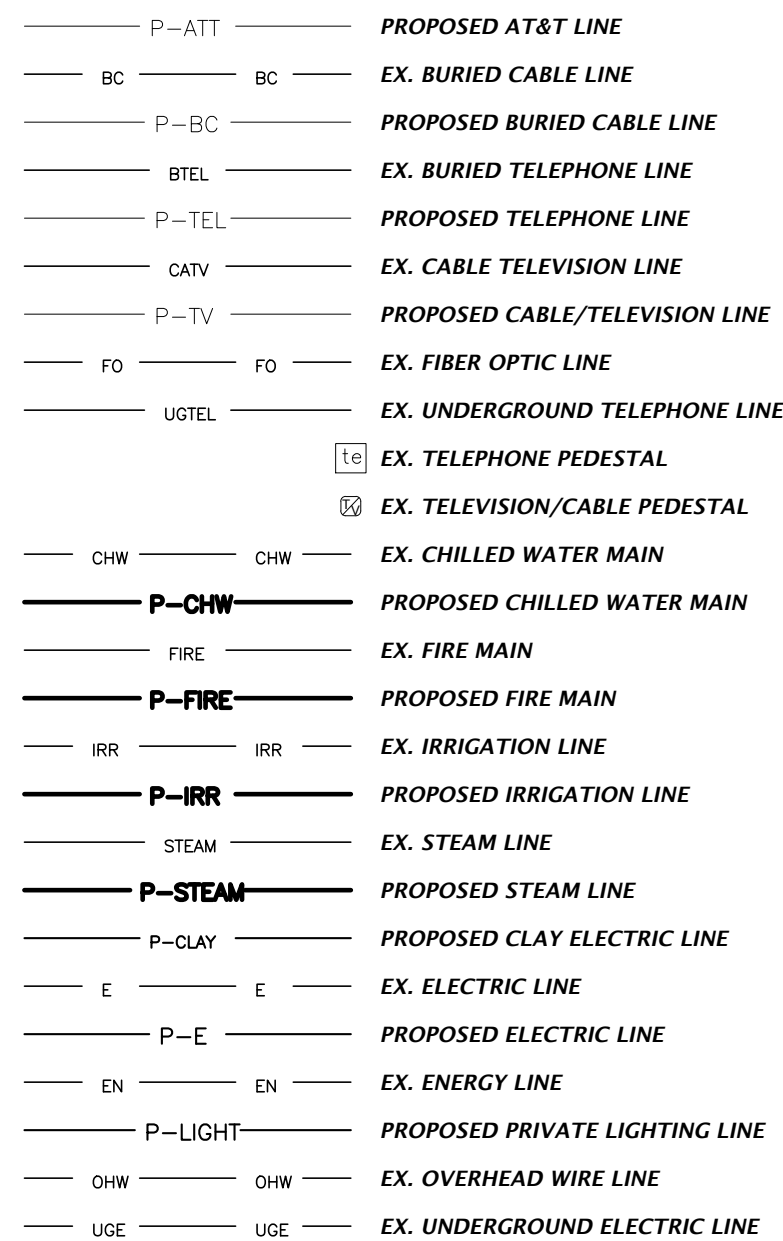 P-ATT PROPOSED AT&T LINE
BC BC EX. BURIED CABLE LINE
P-BC PROPOSED BURIED CABLE LINE
BTEL EX. BURIED TELEPHONE LINE
P-TEL PROPOSED TELEPHONE LINE
CATV EX. CABLE TELEVISION LINE
P-TV PROPOSED CABLE/TELEVISION LINE
FO FO EX. FIBER OPTIC LINE
UGTEL EX. UNDERGROUND TELEPHONE LINE
te EX. TELEPHONE PEDESTAL
TV EX. TELEVISION/CABLE PEDESTAL
CHW CHW EX. CHILLED WATER MAIN
P-CHW PROPOSED CHILLED WATER MAIN
FIRE EX. FIRE MAIN
P-FIRE PROPOSED FIRE MAIN
IRR IRR EX. IRRIGATION LINE
P-IRR PROPOSED IRRIGATION LINE
STEAM EX. STEAM LINE
P-STEAM PROPOSED STEAM LINE
P-CLAY PROPOSED CLAY ELECTRIC LINE
E E EX. ELECTRIC LINE
P-E PROPOSED ELECTRIC LINE
EN EN EX. ENERGY LINE
P-LIGHT PROPOSED PRIVATE LIGHTING LINE
OHW OHW EX. OVERHEAD WIRE LINE
UGE UGE EX. UNDERGROUND ELECTRIC LINE